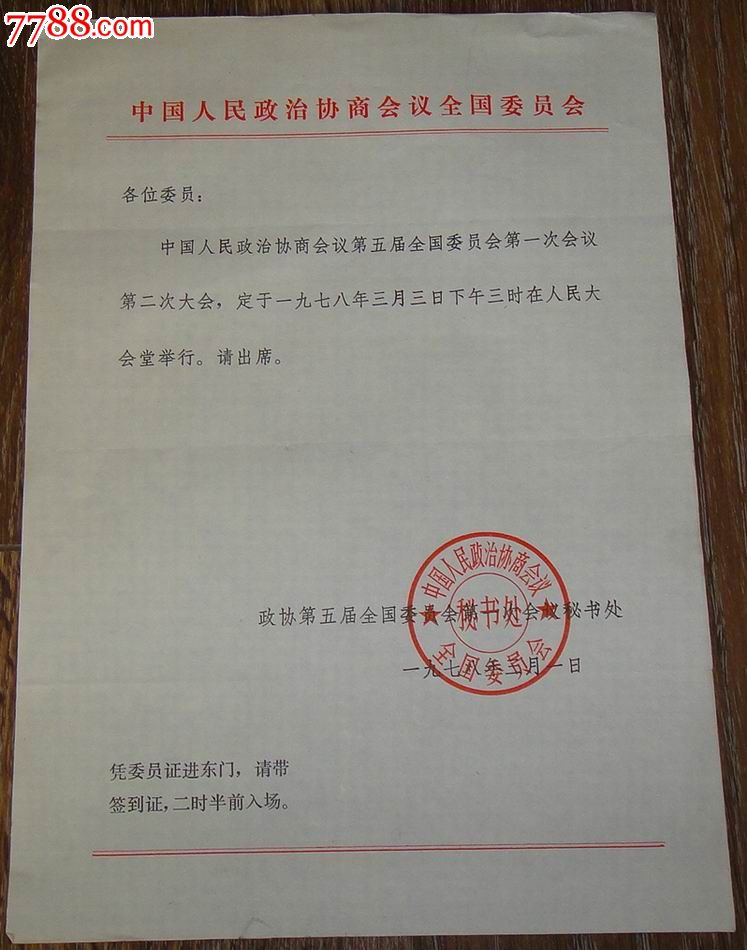 7788.com
中国人民政治协商会议全国委员会
各位委员：
中国人民政治协商会议第五届全国委员会第一次会议
第二次大会，定于一九七八年三月三日下午三时在人民大
会堂举行。请出席。
中国人民政治协商会议
秘书处
全国委员会
政协第五届全国委员会第一次会议秘书处
一九七八年三月一日
凭委员证进东门，请带
签到证，二时半前入场。